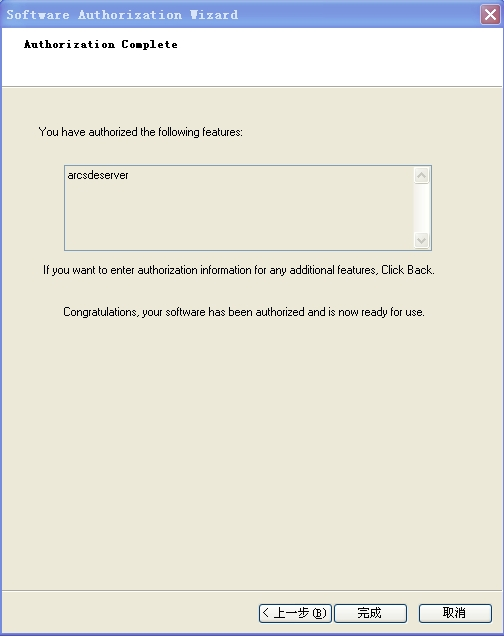 Software Authorization Wizard
Authorization Complete
You have authorized the following features:
arcsdeserver
If you want to enter authorization information for any additional features, Click Back.
Congratulations, your software has been authorized and is now ready for use.
< 上一步(B) 完成 取消